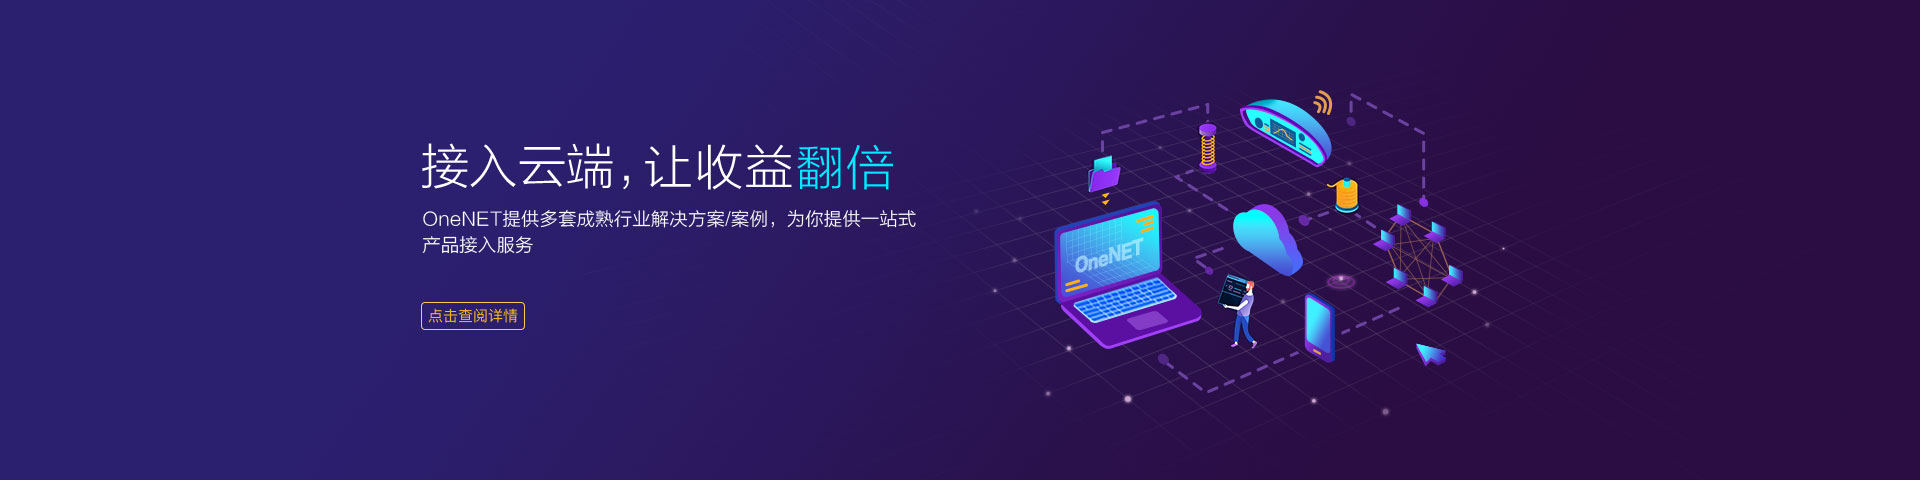 接入云端，让收益翻倍
OneNET提供多套成熟行业解决方案/案例，为你提供一站式
产品接入服务
点击查阅详情
OneNET